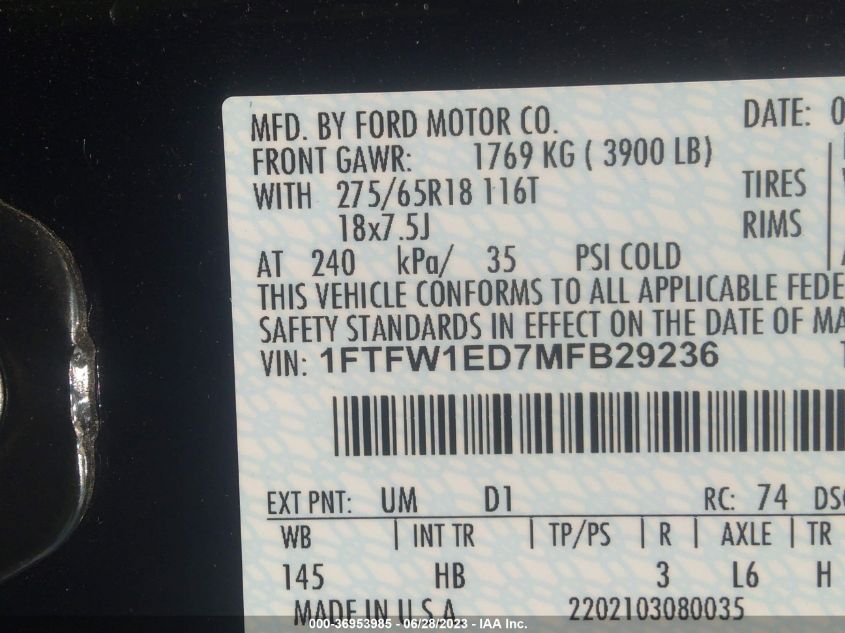 MFD. BY FORD MOTOR CO. DATE: 0
FRONT GAWR: 1769 KG ( 3900 LB)
WITH 275/65R18 116T TIRES
18x7.5J RIMS
AT 240 kPa/ 35 PSI COLD
THIS VEHICLE CONFORMS TO ALL APPLICABLE FEDE
SAFETY STANDARDS IN EFFECT ON THE DATE OF MA
VIN: 1FTFW1ED7MFB29236
EXT PNT: UM D1 RC: 74 DS
WB | INT TR | TP/PS | R | AXLE | TR
145 HB 3 L6 H
MADE IN U.S.A. 2202103080035
000-36953985 - 06/28/2023 - IAA Inc.